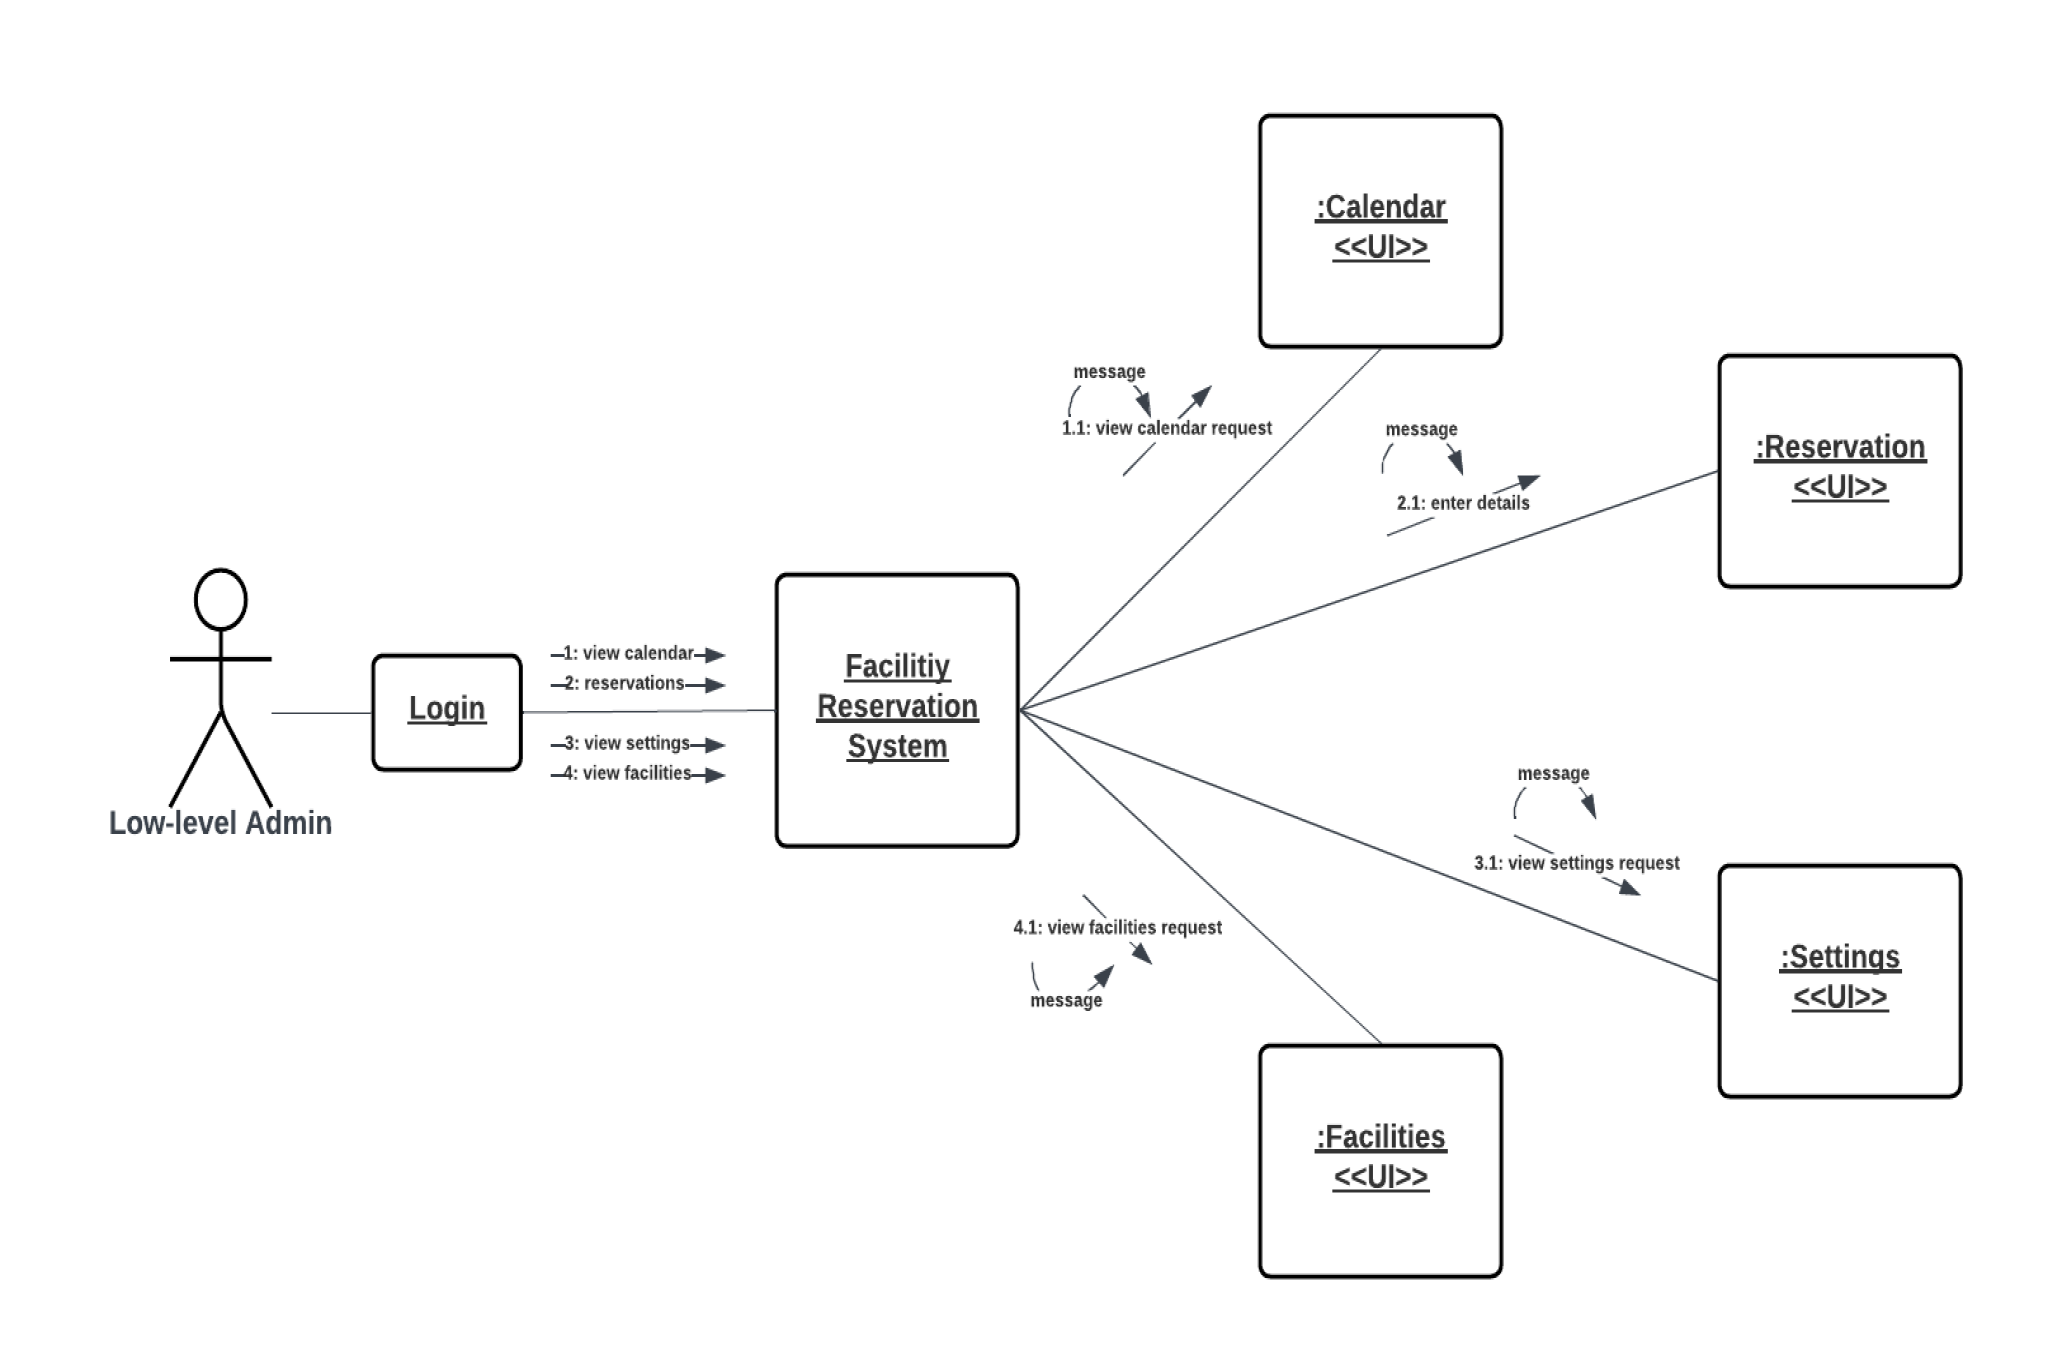 :Calendar
<<UI>>
message
1.1: view calendar request
message
2.1: enter details
:Reservation
<<UI>>
Low-level Admin
Login
1: view calendar
2: reservations
3: view settings
4: view facilities
Facilitiy
Reservation
System
message
3.1: view settings request
:Settings
<<UI>>
4.1: view facilities request
message
:Facilities
<<UI>>